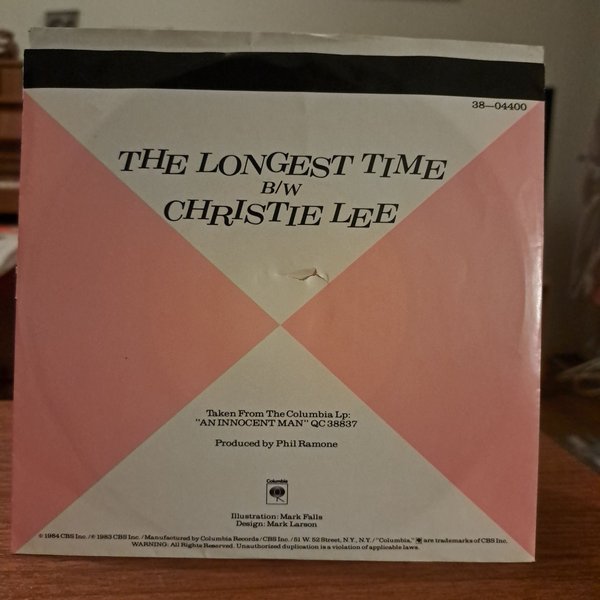 38—04400
THE LONGEST TIME
B/W
CHRISTIE LEE
Taken From The Columbia Lp:
"AN INNOCENT MAN" QC 38837
Produced by Phil Ramone
Columbia
Illustration: Mark Falls
Design: Mark Larson
© 1984 CBS Inc. / ℗ 1983 CBS Inc. / Manufactured by Columbia Records / CBS Inc. / 51 W. 52 Street, N.Y., N.Y. / "Columbia," are trademarks of CBS Inc.
WARNING: All Rights Reserved. Unauthorized duplication is a violation of applicable laws.